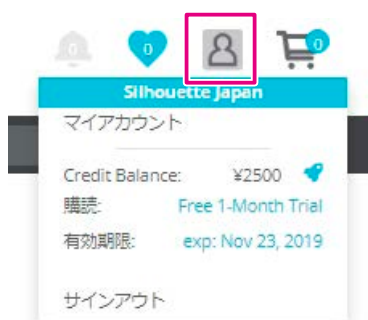 0 0 0
Silhouette Japan
マイアカウント
Credit Balance: ¥2500
購読: Free 1-Month Trial
有効期限: exp: Nov 23, 2019
サインアウト